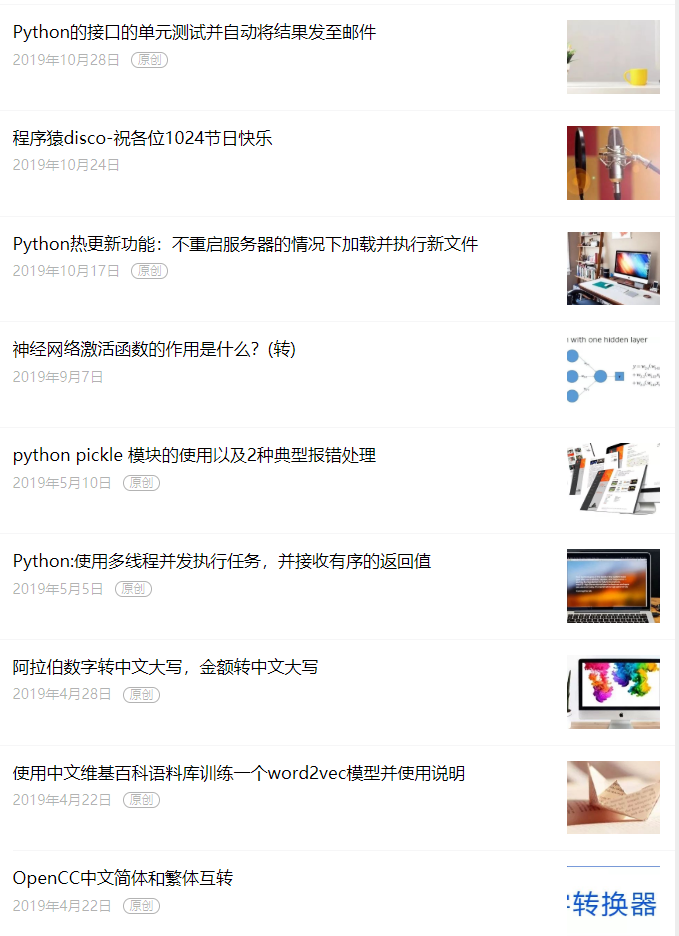 Python的接口的单元测试并自动将结果发至邮件
2019年10月28日 原创
程序猿disco-祝各位1024节日快乐
2019年10月24日
Python热更新功能：不重启服务器的情况下加载并执行新文件
2019年10月17日 原创
神经网络激活函数的作用是什么？(转)
2019年9月7日
with one hidden layer
python pickle 模块的使用以及2种典型报错处理
2019年5月10日 原创
Python:使用多线程并发执行任务，并接收有序的返回值
2019年5月5日 原创
阿拉伯数字转中文大写，金额转中文大写
2019年4月28日 原创
使用中文维基百科语料库训练一个word2vec模型并使用说明
2019年4月22日 原创
OpenCC中文简体和繁体互转
2019年4月22日 原创
转换器